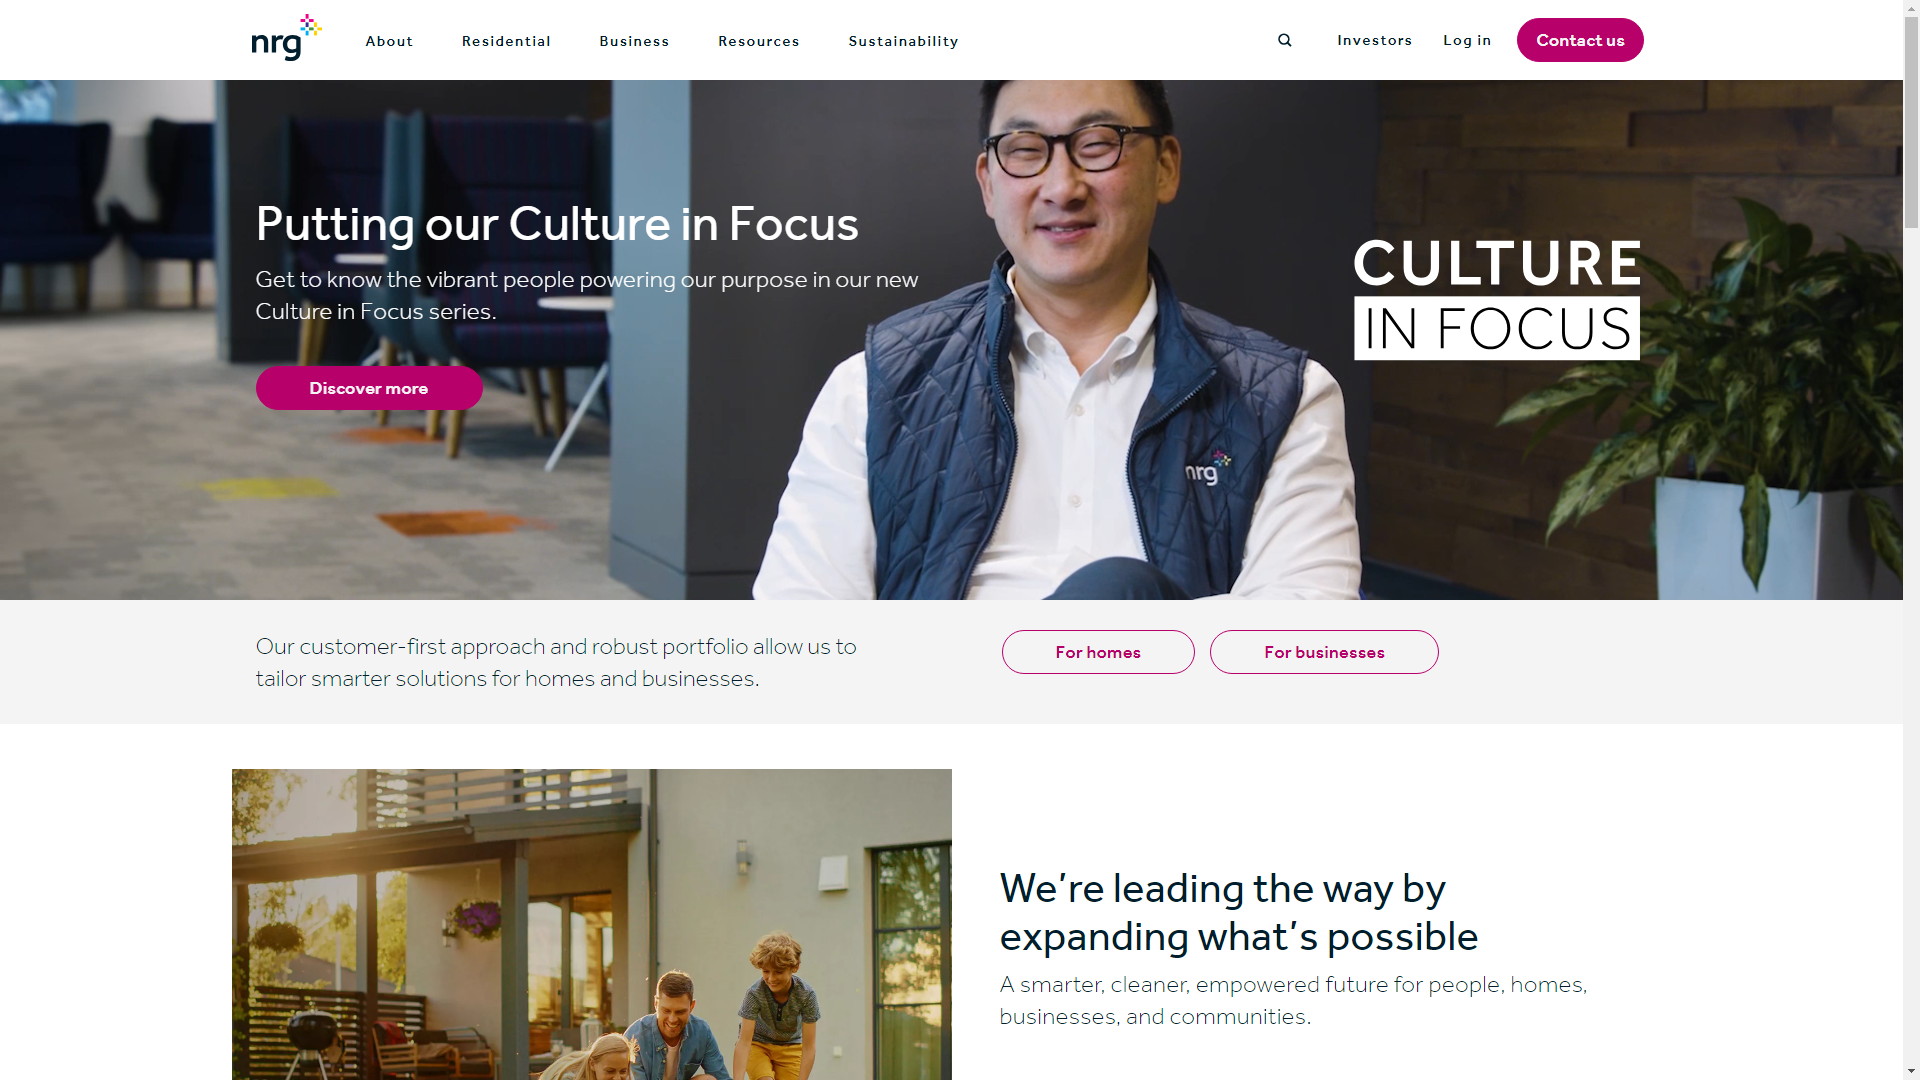 nrg
About
Residential
Business
Resources
Sustainability
Investors
Log in
Contact us
Putting our Culture in Focus
Get to know the vibrant people powering our purpose in our new
Culture in Focus series.
Discover more
CULTURE
IN FOCUS
nrg
Our customer-first approach and robust portfolio allow us to
tailor smarter solutions for homes and businesses.
For homes
For businesses
We’re leading the way by
expanding what’s possible
A smarter, cleaner, empowered future for people, homes,
businesses, and communities.